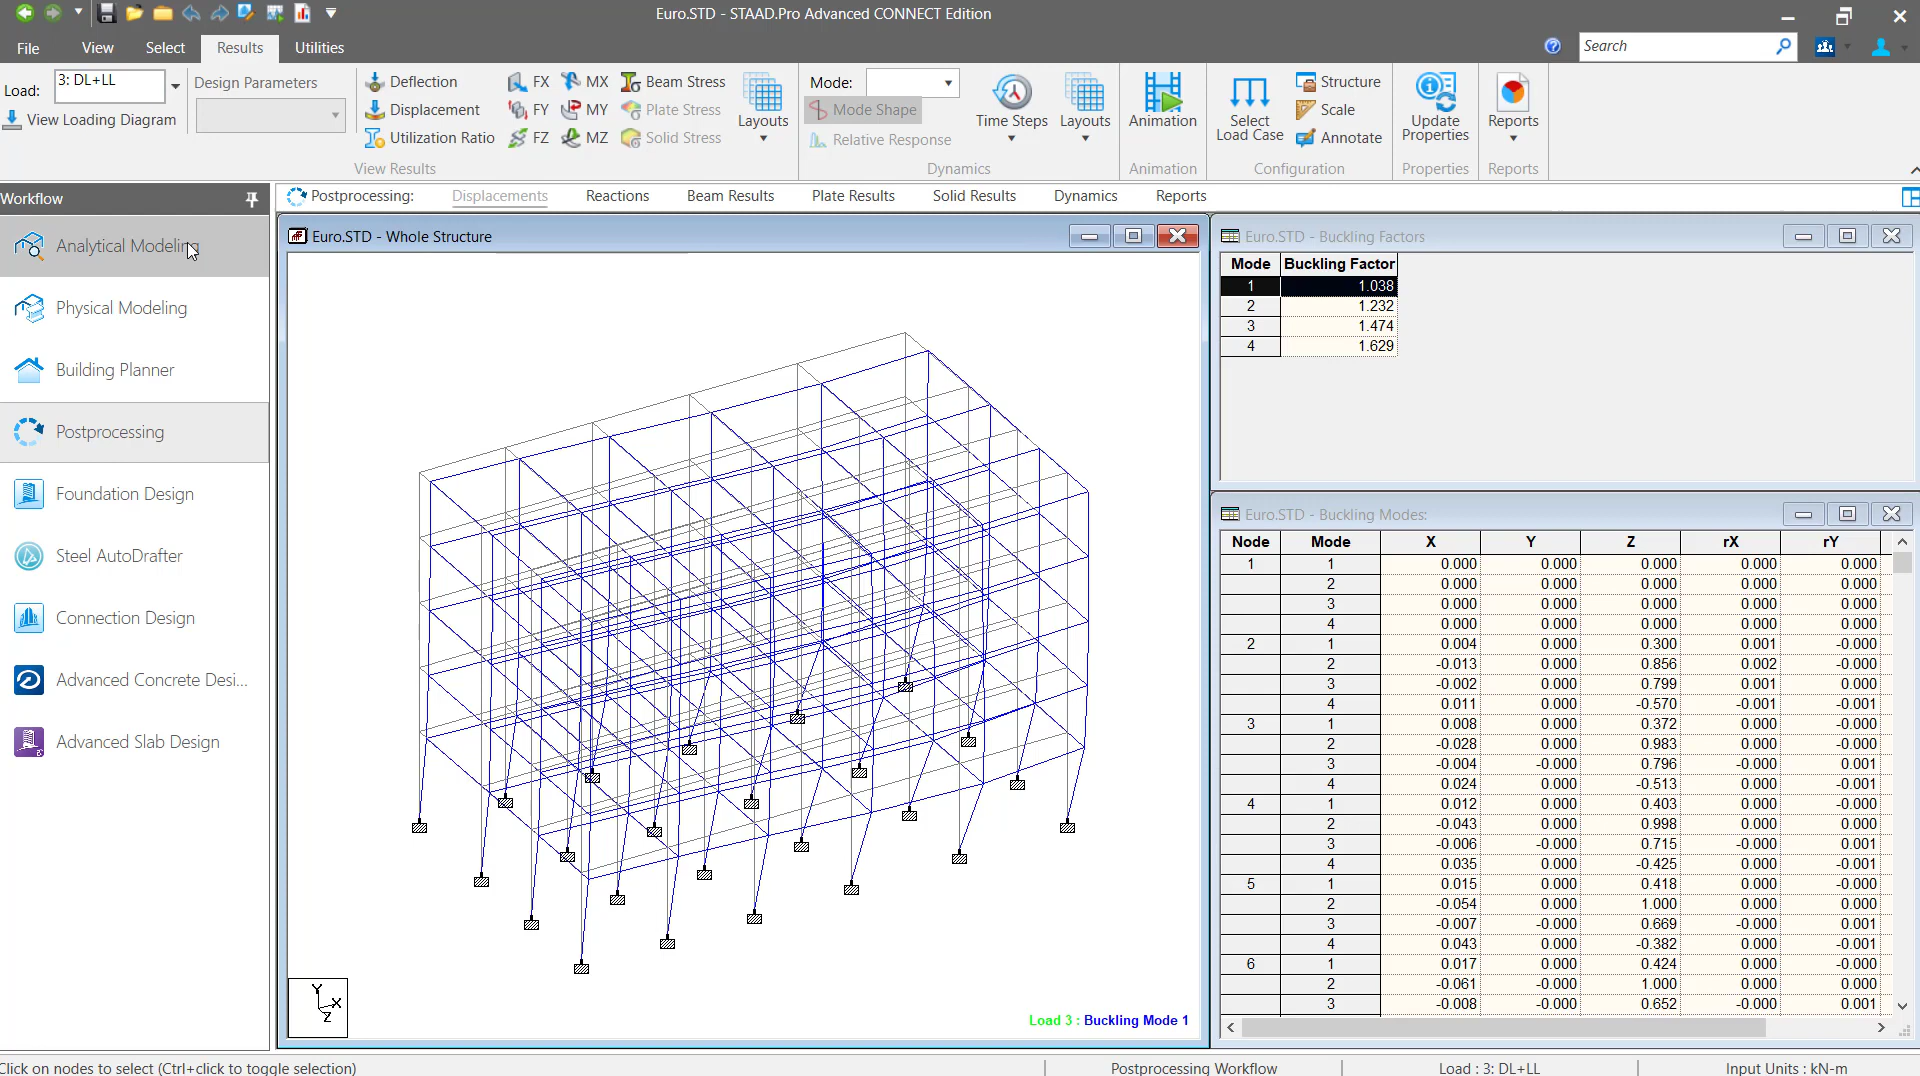 Euro.STD - STAAD.Pro Advanced CONNECT Edition
File View Select Results Utilities
Search
Load: 3: DL+LL
View Loading Diagram
Design Parameters
Deflection
Displacement
Utilization Ratio
FX
FY
FZ
MX
MY
MZ
Beam Stress
Plate Stress
Solid Stress
Layouts
View Results
Mode:
Mode Shape
Relative Response
Time Steps
Layouts
Dynamics
Animation
Animation
Select
Load Case
Structure
Scale
Annotate
Configuration
Update
Properties
Properties
Reports
Reports
Workflow
Postprocessing: Displacements Reactions Beam Results Plate Results Solid Results Dynamics Reports
Analytical Modeling
Physical Modeling
Building Planner
Postprocessing
Foundation Design
Steel AutoDrafter
Connection Design
Advanced Concrete Desi...
Advanced Slab Design
Euro.STD - Whole Structure
Y
X
Z
Load 3 : Buckling Mode 1
Euro.STD - Buckling Factors
Mode Buckling Factor
1 1.038
2 1.232
3 1.474
4 1.629
Euro.STD - Buckling Modes:
Node Mode X Y Z rX rY
1 1 0.000 0.000 0.000 0.000 0.000
2 0.000 0.000 0.000 0.000 0.000
3 0.000 0.000 0.000 0.000 0.000
4 0.000 0.000 0.000 0.000 0.000
2 1 0.004 0.000 0.300 0.001 -0.000
2 -0.013 0.000 0.856 0.002 -0.000
3 -0.002 0.000 0.799 0.001 0.000
4 0.011 0.000 -0.570 -0.001 -0.001
3 1 0.008 0.000 0.372 0.000 -0.000
2 -0.028 0.000 0.983 0.000 -0.000
3 -0.004 -0.000 0.796 0.000 0.001
4 0.024 0.000 -0.513 -0.000 -0.001
4 1 0.012 0.000 0.403 0.000 -0.000
2 -0.043 0.000 0.998 0.000 -0.000
3 -0.006 -0.000 0.715 -0.000 0.001
4 0.035 0.000 -0.425 0.000 -0.001
5 1 0.015 0.000 0.418 0.000 -0.000
2 -0.054 0.000 1.000 0.000 0.000
3 -0.007 -0.000 0.669 -0.000 0.001
4 0.043 0.000 -0.382 0.000 -0.001
6 1 0.017 0.000 0.424 0.000 -0.000
2 -0.061 -0.000 1.000 0.000 0.000
3 -0.008 -0.000 0.652 -0.000 0.001
Click on nodes to select (Ctrl+click to toggle selection)
Postprocessing Workflow
Load : 3: DL+LL
Input Units : kN-m